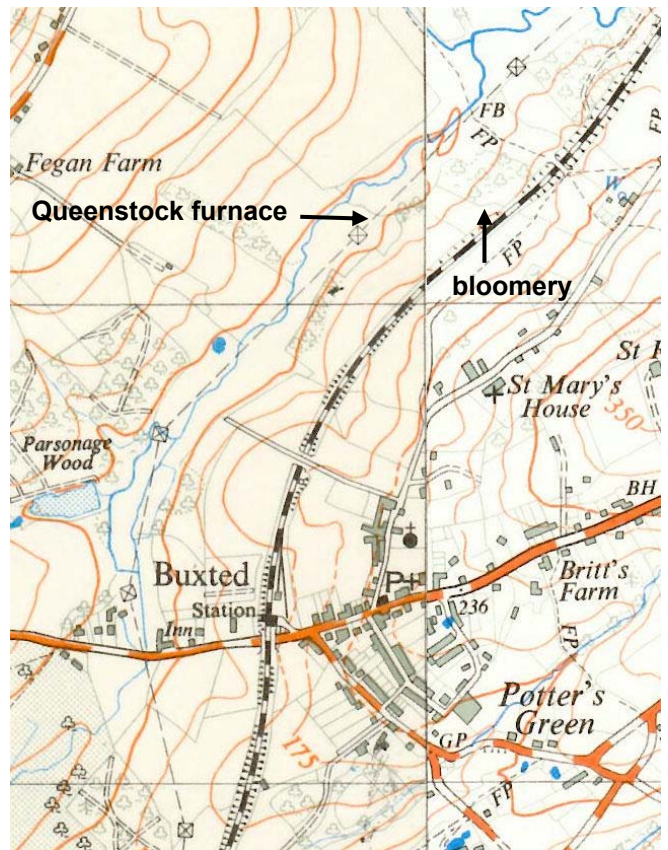 FB
FP
FP
Fegan Farm
W
Queenstock furnace
FP
bloomery
St Mary's
House
350
Parsonage
Wood
BH
Buxted
P
Station
Inn
236
Britt's
Farm
FP
Potter's
Green
175
GP
FP